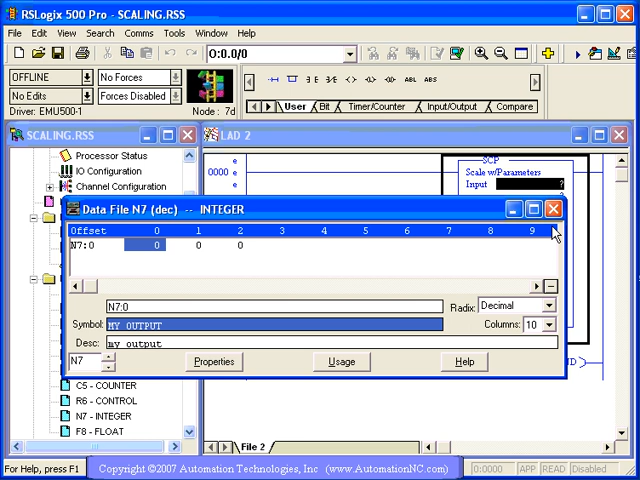 RSLogix 500 Pro - SCALING.RSS
File Edit View Search Comms Tools Window Help
O:0.0/0
OFFLINE No Forces
No Edits Forces Disabled
Driver: EMU500-1 Node : 7d
ABL ABS
User Bit Timer/Counter Input/Output Compare
SCALING.RSS
LAD 2
Processor Status
IO Configuration
Channel Configuration
0000
e
e
e
SCP
Scale w/Parameters
Input ?
Data File N7 (dec) -- INTEGER
Offset 0 1 2 3 4 5 6 7 8 9
N7:0 0 0 0
N7:0
Radix: Decimal
Symbol: MY OUTPUT
Columns: 10
Desc: my output
N7
Properties Usage Help
C5 - COUNTER
R6 - CONTROL
N7 - INTEGER
F8 - FLOAT
File 2
For Help, press F1
Copyright ©2007 Automation Technologies, Inc (www.AutomationNC.com)
0:0000 APP READ Disabled